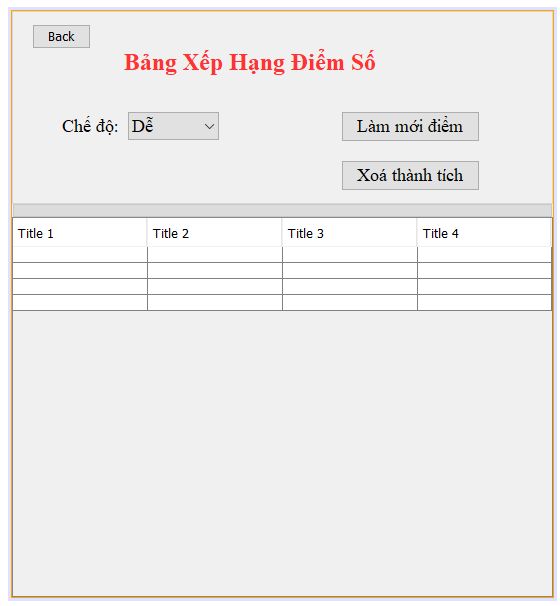 Back
Bảng Xếp Hạng Điểm Số
Chế độ: Dễ
Làm mới điểm
Xoá thành tích
Title 1 Title 2 Title 3 Title 4